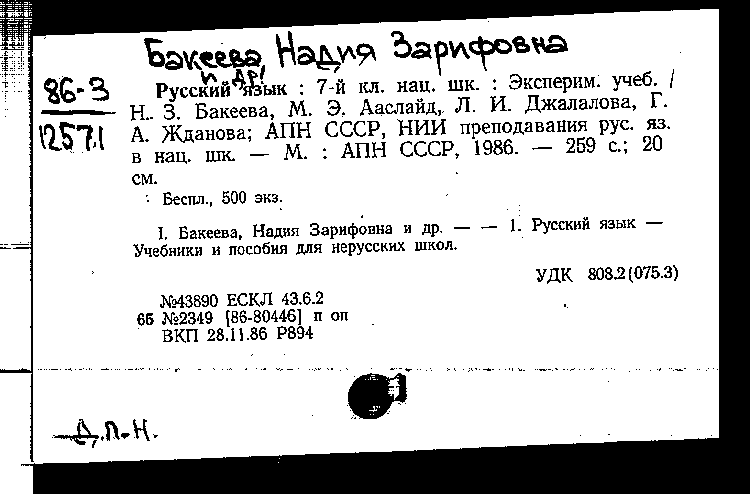 Бакеева, Надия Зарифовна
и др.
86-3
12571
Русский язык : 7-й кл. нац. шк. : Эксперим. учеб. /
Н. З. Бакеева, М. Э. Ааслайд, Л. И. Джалалова, Г.
А. Жданова; АПН СССР, НИИ преподавания рус. яз.
в нац. шк. — М. : АПН СССР, 1986. — 259 с.; 20
см.
Беспл., 500 экз.
I. Бакеева, Надия Зарифовна и др. — — 1. Русский язык —
Учебники и пособия для нерусских школ.
УДК 808.2(075.3)
№43890 ЕСКЛ 43.6.2
65 №2349 [86-80446] п оп
ВКП 28.11.86 Р894
Д.П.Н.